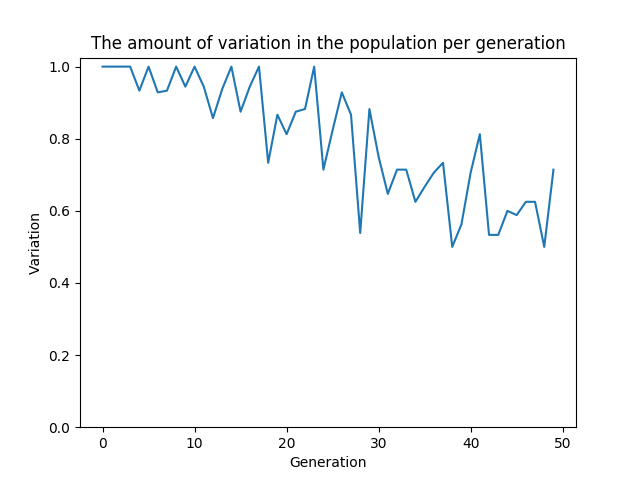 The amount of variation in the population per generation
1.0
0.8
0.6
0.4
0.2
0.0
Variation
0 10 20 30 40 50
Generation